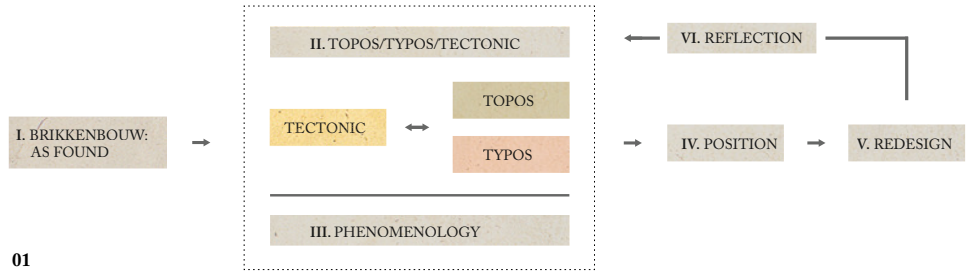 II. TOPOS/TYPOS/TECTONIC
VI. REFLECTION
TOPOS
I. BRIKKENBOUW:
AS FOUND
TECTONIC
TYPOS
IV. POSITION
V. REDESIGN
III. PHENOMENOLOGY
01